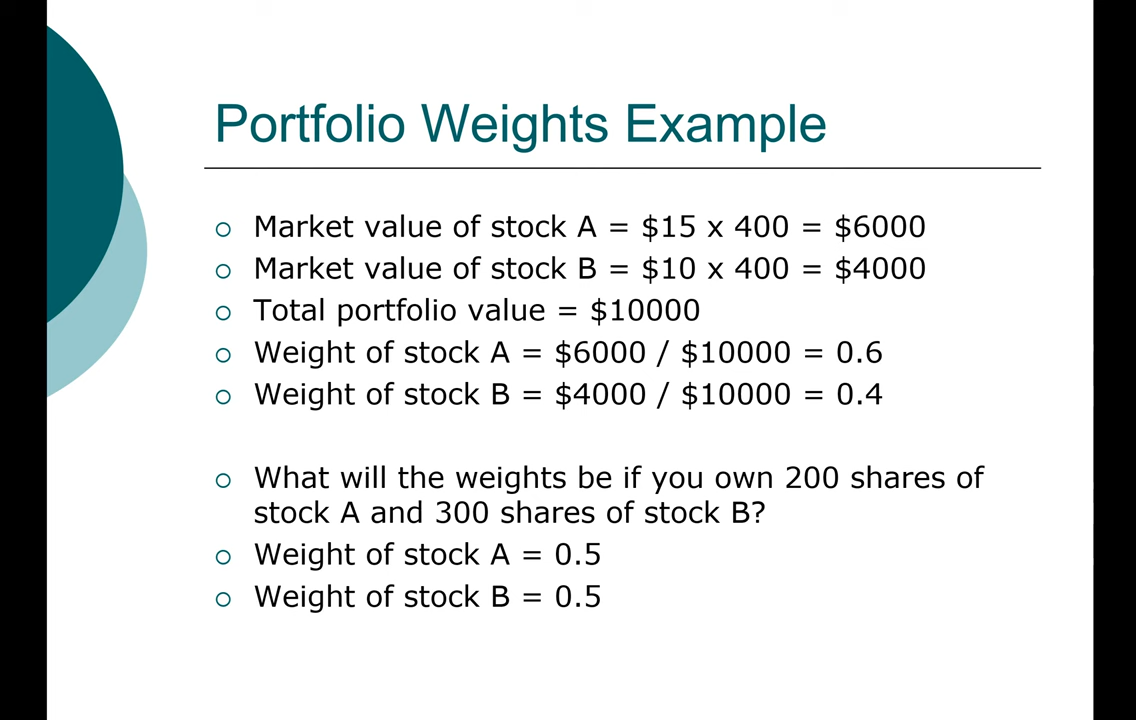 Portfolio Weights Example
Market value of stock A = $15 x 400 = $6000
Market value of stock B = $10 x 400 = $4000
Total portfolio value = $10000
Weight of stock A = $6000 / $10000 = 0.6
Weight of stock B = $4000 / $10000 = 0.4
What will the weights be if you own 200 shares of
stock A and 300 shares of stock B?
Weight of stock A = 0.5
Weight of stock B = 0.5